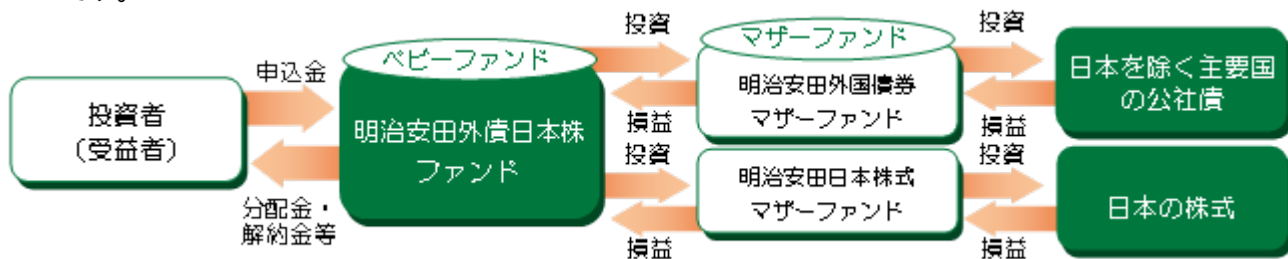 す。
投資者
(受益者)
申込金
分配金・
解約金等
ベビーファンド
明治安田外債日本株
ファンド
投資
損益
投資
損益
マザーファンド
明治安田外国債券
マザーファンド
明治安田日本株式
マザーファンド
投資
損益
投資
損益
日本を除く主要国
の公社債
日本の株式